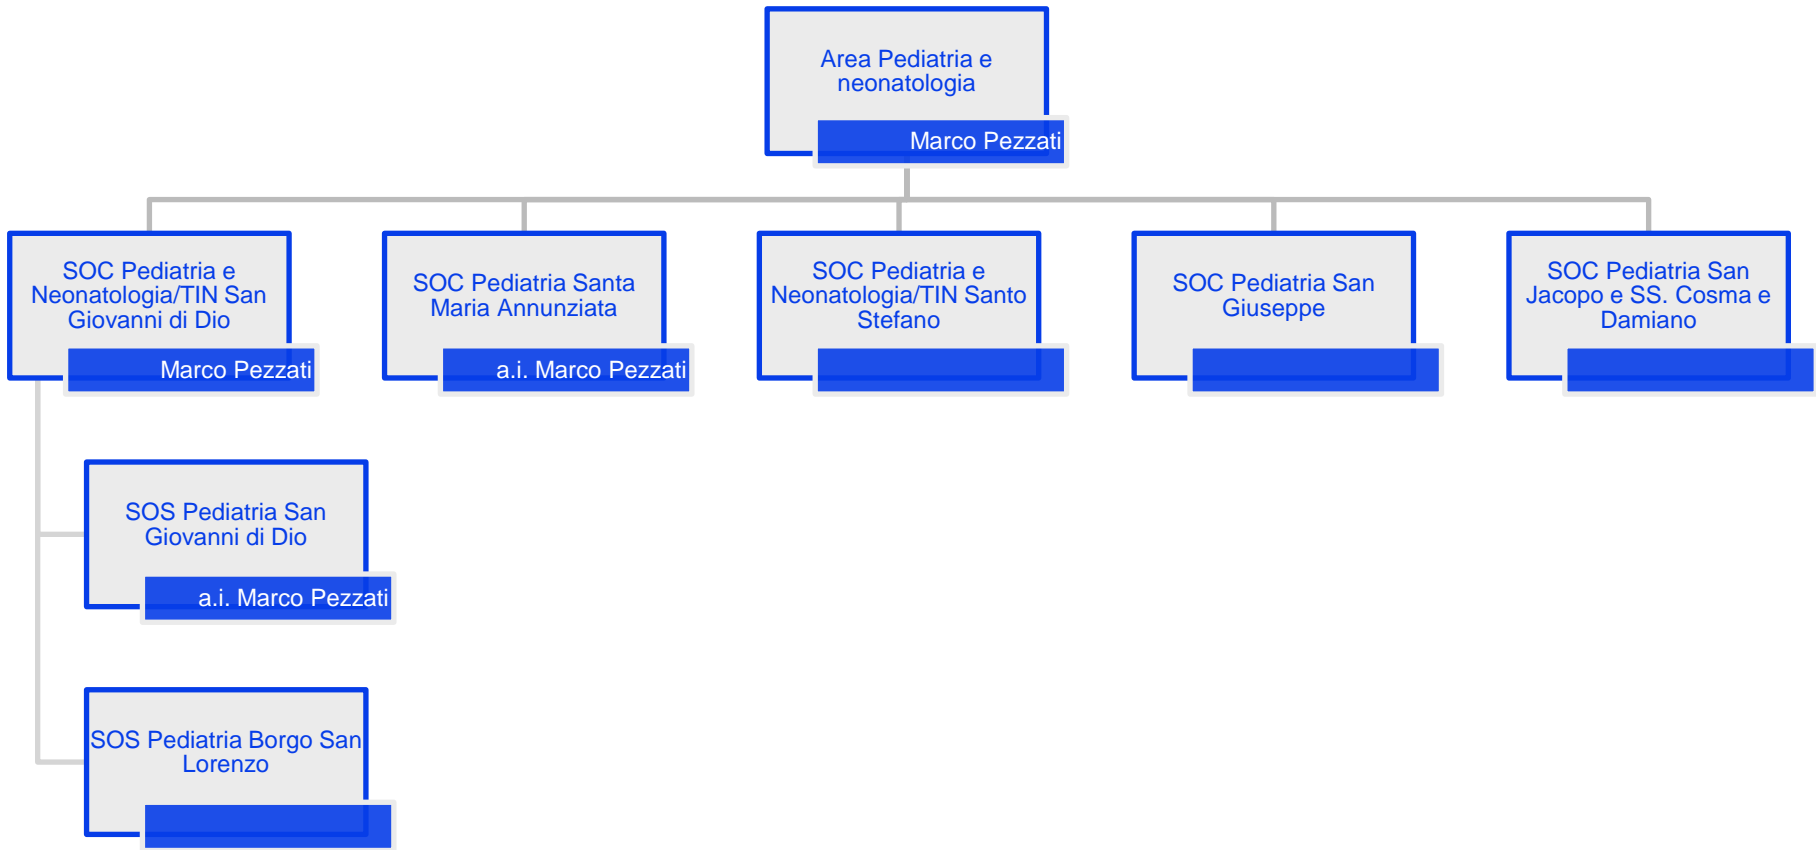 Area Pediatria e
neonatologia
Marco Pezzati
SOC Pediatria e
Neonatologia/TIN San
Giovanni di Dio
Marco Pezzati
SOC Pediatria Santa
Maria Annunziata
a.i. Marco Pezzati
SOC Pediatria e
Neonatologia/TIN Santo
Stefano
SOC Pediatria San
Giuseppe
SOC Pediatria San
Jacopo e SS. Cosma e
Damiano
SOS Pediatria San
Giovanni di Dio
a.i. Marco Pezzati
SOS Pediatria Borgo San
Lorenzo